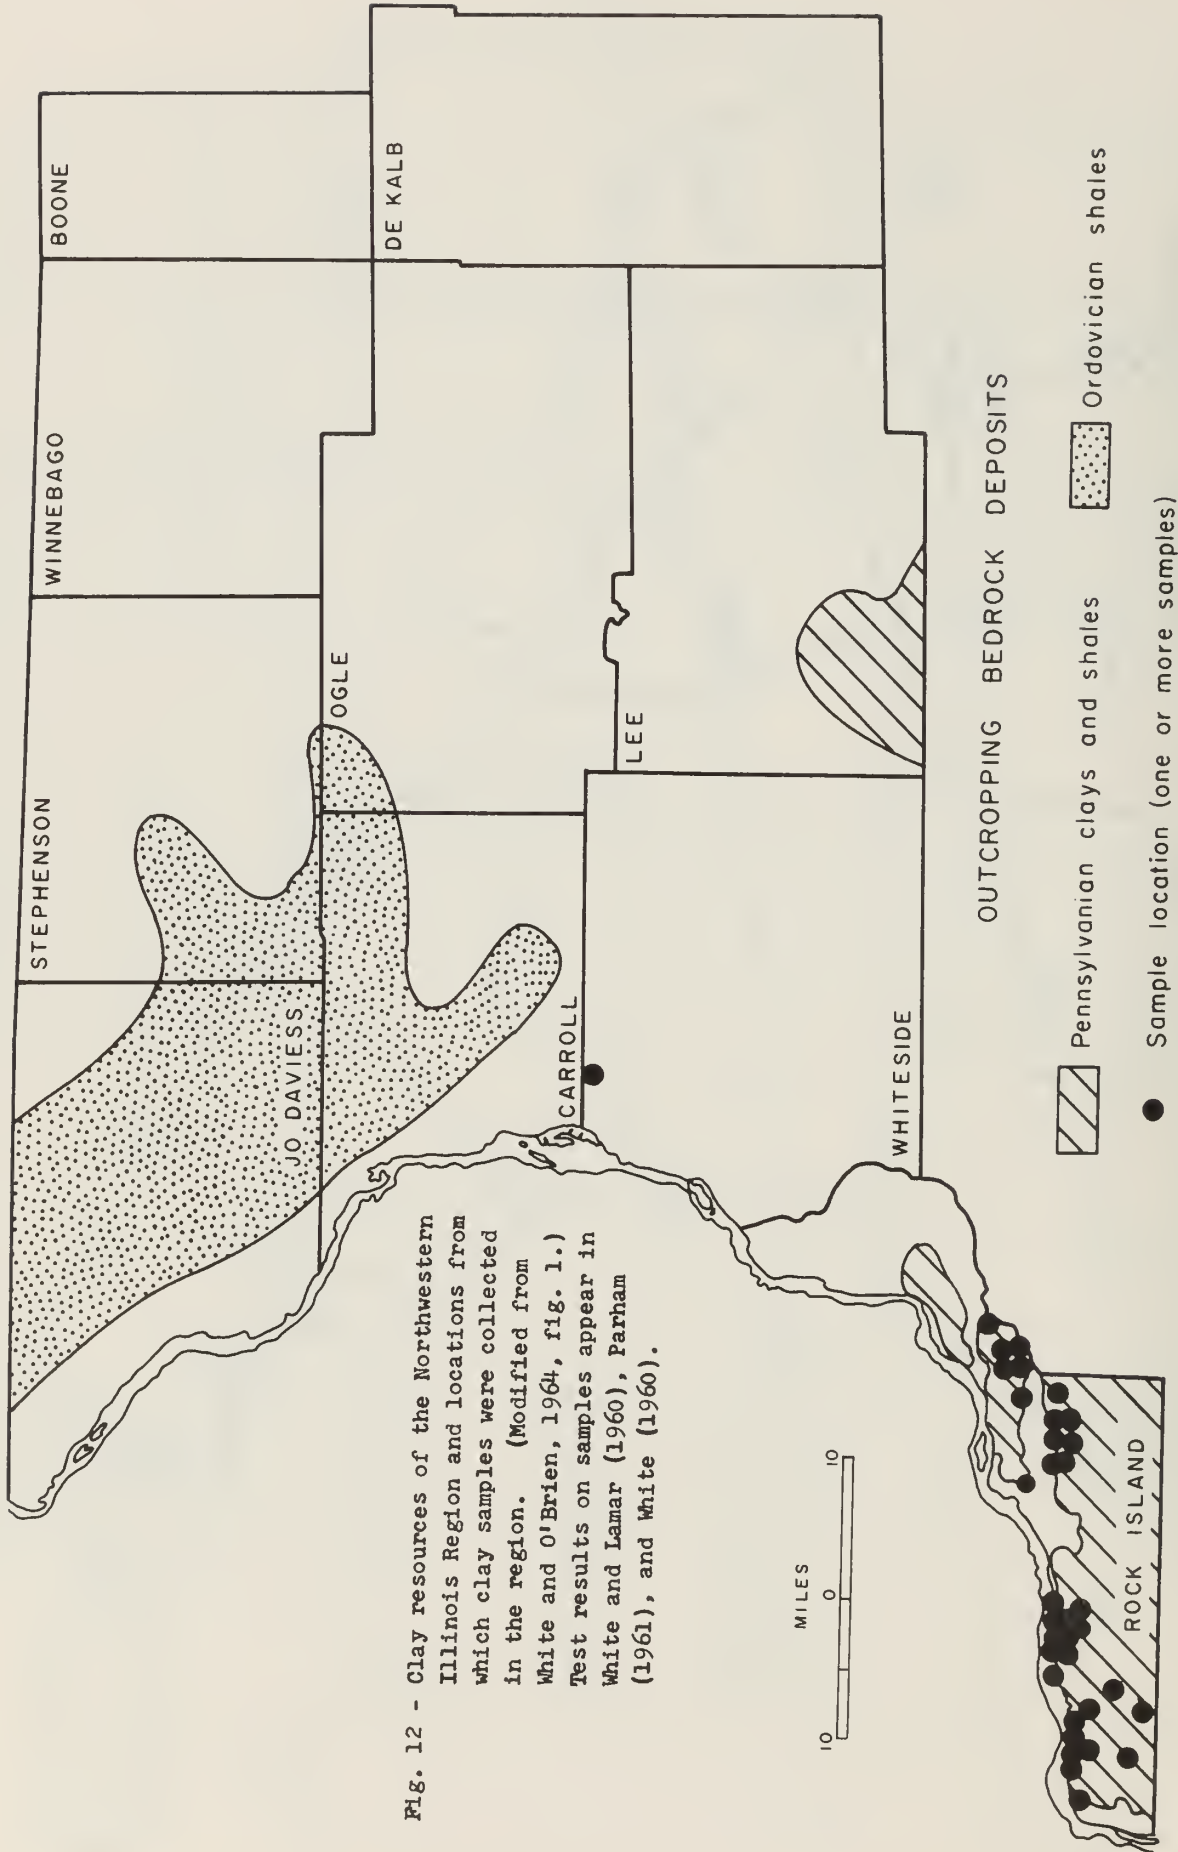 STEPHENSON
WINNEBAGO
BOONE
JO DAVIESS
OGLE
DE KALB
CARROLL
LEE
WHITESIDE
ROCK ISLAND
Fig. 12 - Clay resources of the Northwestern
Illinois Region and locations from
which clay samples were collected
in the region. (Modified from
White and O'Brien, 1964, fig. 1.)
Test results on samples appear in
White and Lamar (1960), Parham
(1961), and White (1960).
MILES
10 0 10
OUTCROPPING BEDROCK DEPOSITS
Pennsylvanian clays and shales
Ordovician shales
Sample location (one or more samples)